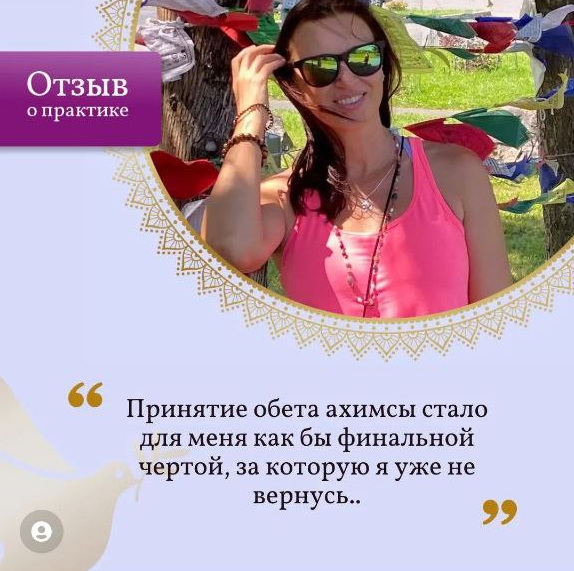 Отзыв
о практике
“
Принятие обета ахимсы стало
для меня как бы финальной
чертой, за которую я уже не
вернусь..
”